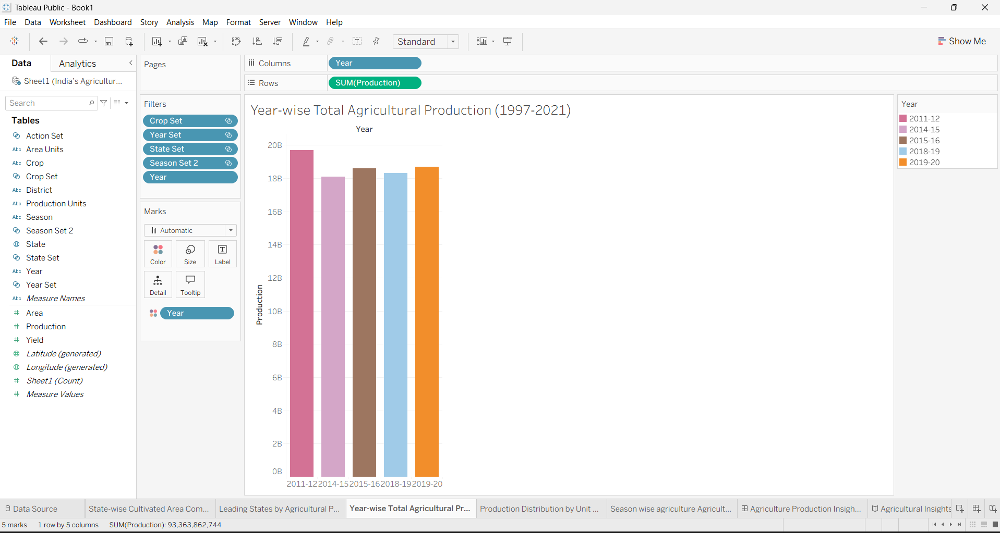 Tableau Public - Book1
File Data Worksheet Dashboard Story Analysis Map Format Server Window Help
Standard
Show Me
Data Analytics
Sheet1 (India's Agricultur...
Search
Tables
Action Set
Abc Area Units
Abc Crop
Crop Set
Abc District
Abc Production Units
Abc Season
Season Set 2
State
State Set
Abc Year
Year Set
Abc Measure Names
Area
Production
Yield
Latitude (generated)
Longitude (generated)
Sheet1 (Count)
Measure Values
Pages
Filters
Crop Set
Year Set
State Set
Season Set 2
Year
Marks
Automatic
Color Size Label
Detail Tooltip
Year
Columns Year
Rows SUM(Production)
Year-wise Total Agricultural Production (1997-2021)
Year
20B
18B
16B
14B
12B
10B
8B
6B
4B
2B
0B
Production
2011-12 2014-15 2015-16 2018-19 2019-20
Year
2011-12
2014-15
2015-16
2018-19
2019-20
Data Source State-wise Cultivated Area Com... Leading States by Agricultural P... Year-wise Total Agricultural Pr... Production Distribution by Unit ... Season wise agriculture Agricult... Agriculture Production Insigh... Agricultural Insights
5 marks 1 row by 5 columns SUM(Production): 93,363,862,744